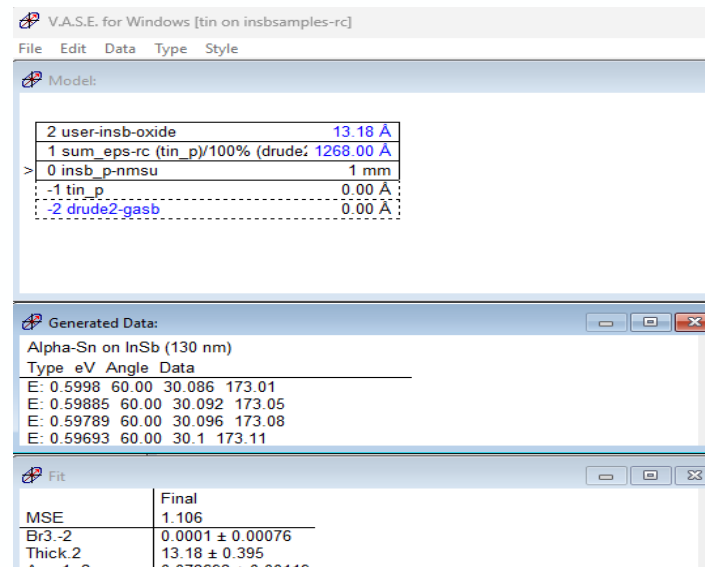 V.A.S.E. for Windows [tin on insbsamples-rc]
File Edit Data Type Style
Model:
2 user-insb-oxide 13.18 Å
1 sum_eps-rc (tin_p)/100% (drude2 1268.00 Å
> 0 insb_p-nmsu 1 mm
-1 tin_p 0.00 Å
-2 drude2-gasb 0.00 Å
Generated Data:
Alpha-Sn on InSb (130 nm)
Type eV Angle Data
E: 0.5998 60.00 30.086 173.01
E: 0.59885 60.00 30.092 173.05
E: 0.59789 60.00 30.096 173.08
E: 0.59693 60.00 30.1 173.11
Fit
Final
MSE 1.106
Br3.-2 0.0001 ± 0.00076
Thick.2 13.18 ± 0.395